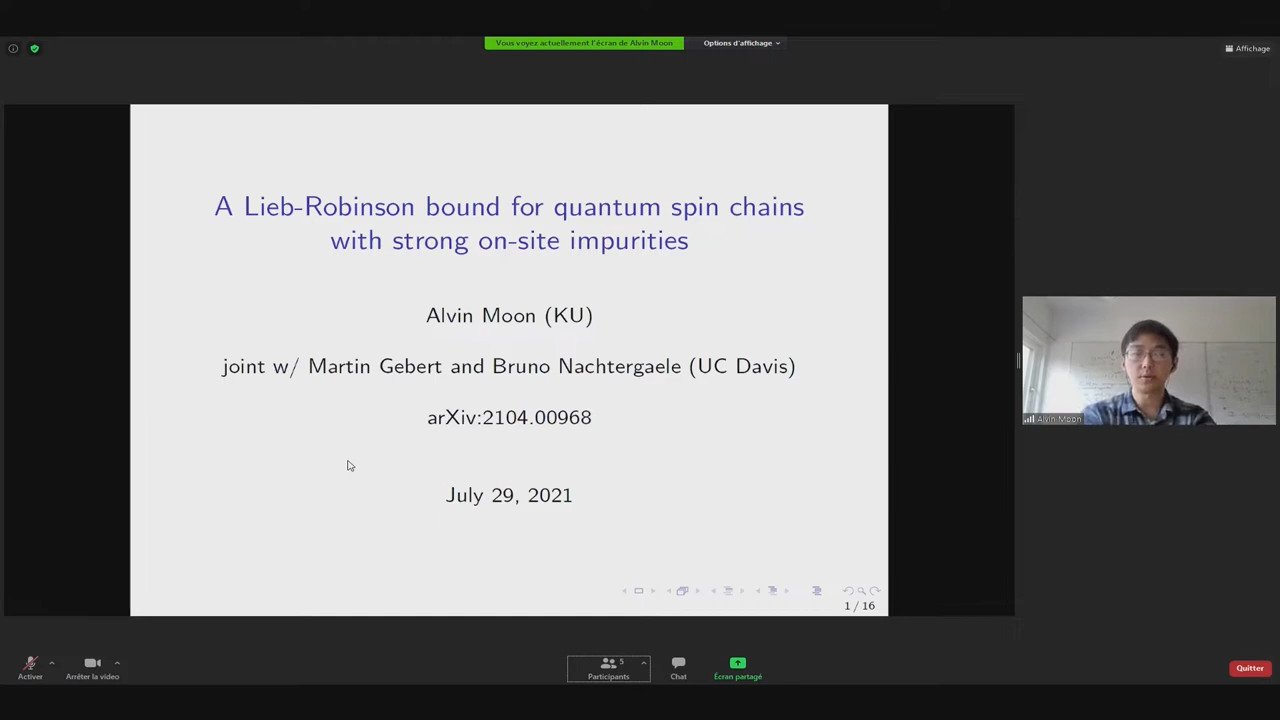 Vous voyez actuellement l'écran de Alvin Moon
Options d'affichage
Affichage
A Lieb-Robinson bound for quantum spin chains
with strong on-site impurities
Alvin Moon (KU)
joint w/ Martin Gebert and Bruno Nachtergaele (UC Davis)
arXiv:2104.00968
July 29, 2021
1 / 16
Alvin Moon
Activer
Arrêter la video
5
Participants
Chat
Écran partagé
Quitter